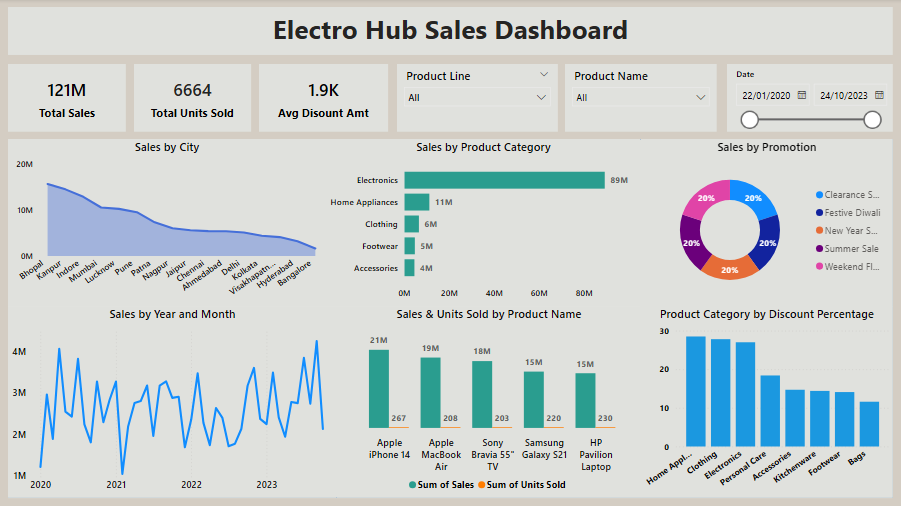 Electro Hub Sales Dashboard
121M
Total Sales
6664
Total Units Sold
1.9K
Avg Disount Amt
Product Line
All
Product Name
All
Date
22/01/2020
24/10/2023
Sales by City
20M
10M
0M
Bhopal
Kanpur
Indore
Mumbai
Lucknow
Pune
Patna
Nagpur
Jaipur
Chennai
Ahmedabad
Delhi
Kolkata
Visakhapatn...
Hyderabad
Bangalore
Sales by Product Category
Electronics 89M
Home Appliances 11M
Clothing 6M
Footwear 5M
Accessories 4M
0M 20M 40M 60M 80M
Sales by Promotion
20%
20%
20%
20%
20%
Clearance S...
Festive Diwali
New Year S...
Summer Sale
Weekend Fl...
Sales by Year and Month
4M
3M
2M
1M
2020 2021 2022 2023
Sales & Units Sold by Product Name
21M 19M 18M 15M 15M
267 208 203 220 230
Apple iPhone 14
Apple MacBook Air
Sony Bravia 55" TV
Samsung Galaxy S21
HP Pavilion Laptop
Sum of Sales Sum of Units Sold
Product Category by Discount Percentage
30
20
10
0
Home Appl...
Clothing
Electronics
Personal Care
Accessories
Kitchenware
Footwear
Bags